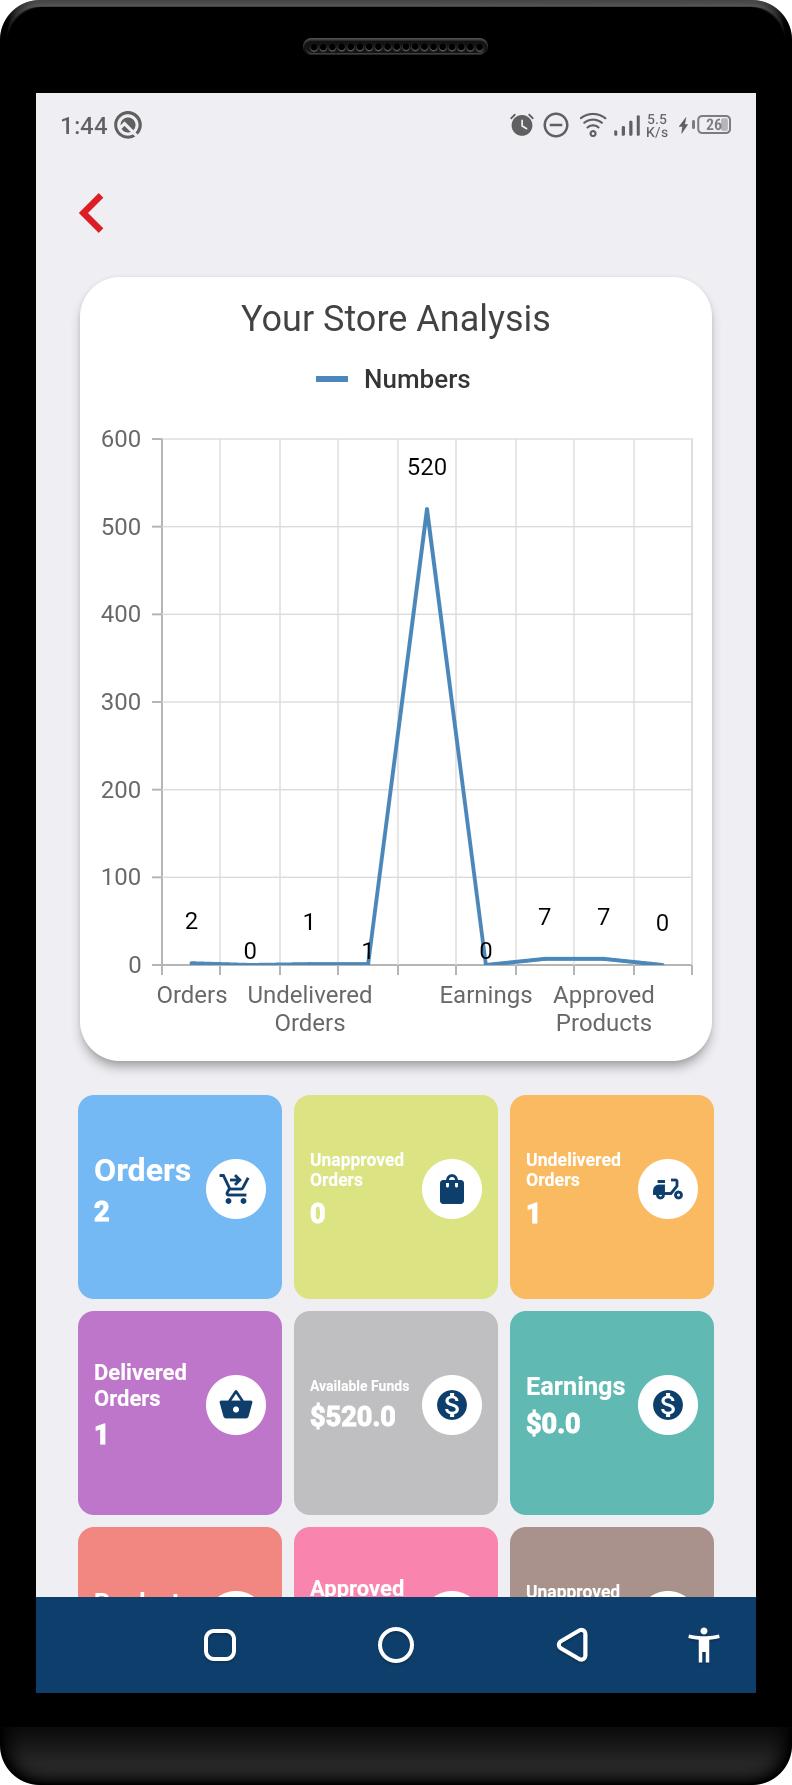 1:44
5.5
K/s
26
Your Store Analysis
Numbers
600
520
500
400
300
200
100
2
0
1
1
0
7
7
0
0
Orders
Undelivered
Orders
Earnings
Approved
Products
Orders
2
Unapproved
Orders
0
Undelivered
Orders
1
Delivered
Orders
1
Available Funds
$520.0
Earnings
$0.0
Approved
Unapproved